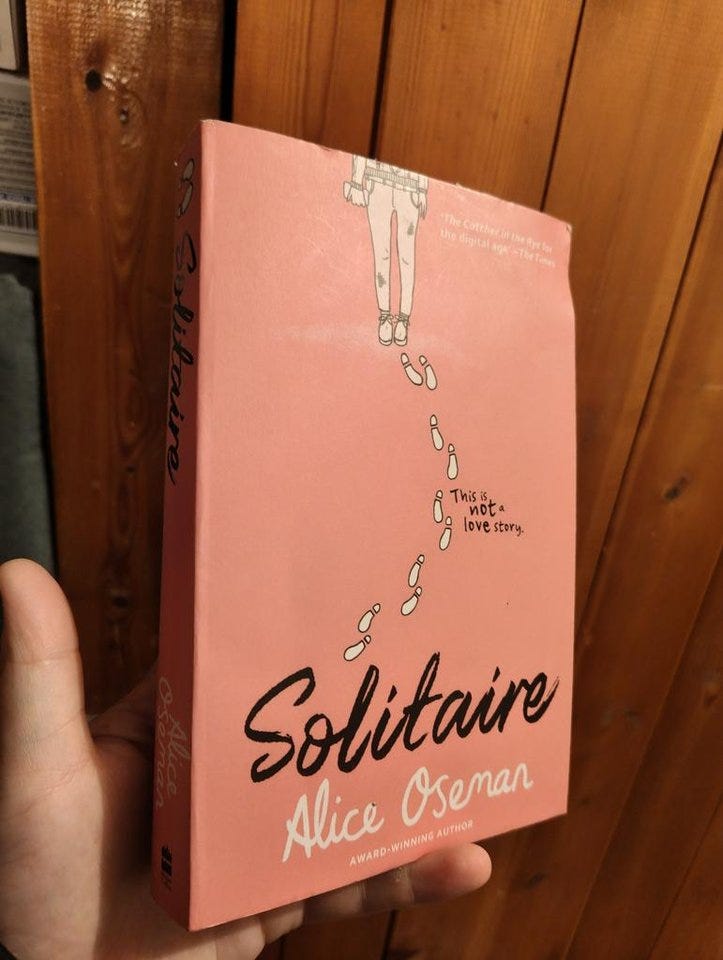 'The Catcher in the Rye for
the digital age' –The Times
This is
not a
love story.
Solitaire
Alice Oseman
AWARD-WINNING AUTHOR
Solitaire
Alice
Oseman